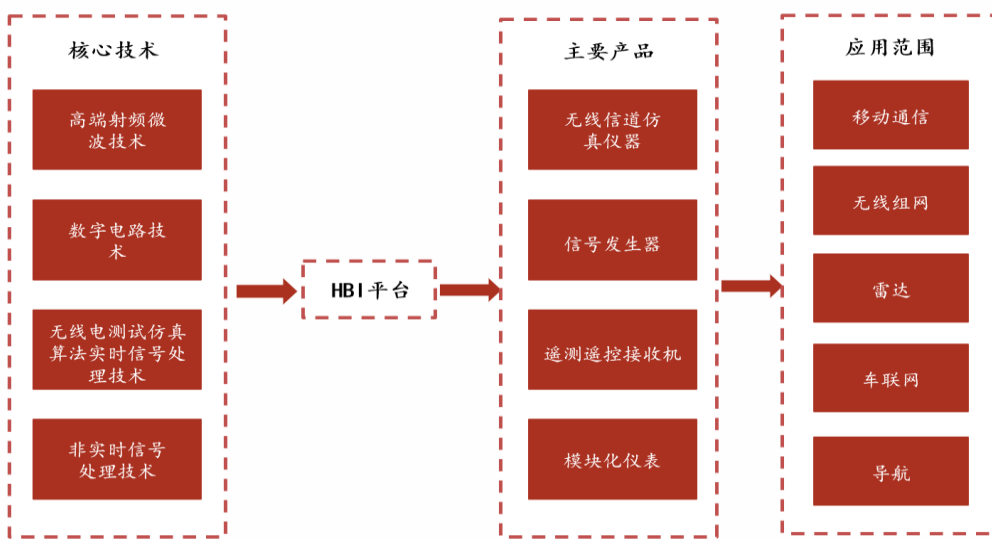 核心技术
高端射频微
波技术
数字电路技
术
无线电测试仿真
算法实时信号处
理技术
非实时信号
处理技术
HBI平台
主要产品
无线信道仿
真仪器
信号发生器
遥测遥控接收机
模块化仪表
应用范围
移动通信
无线组网
雷达
车联网
导航